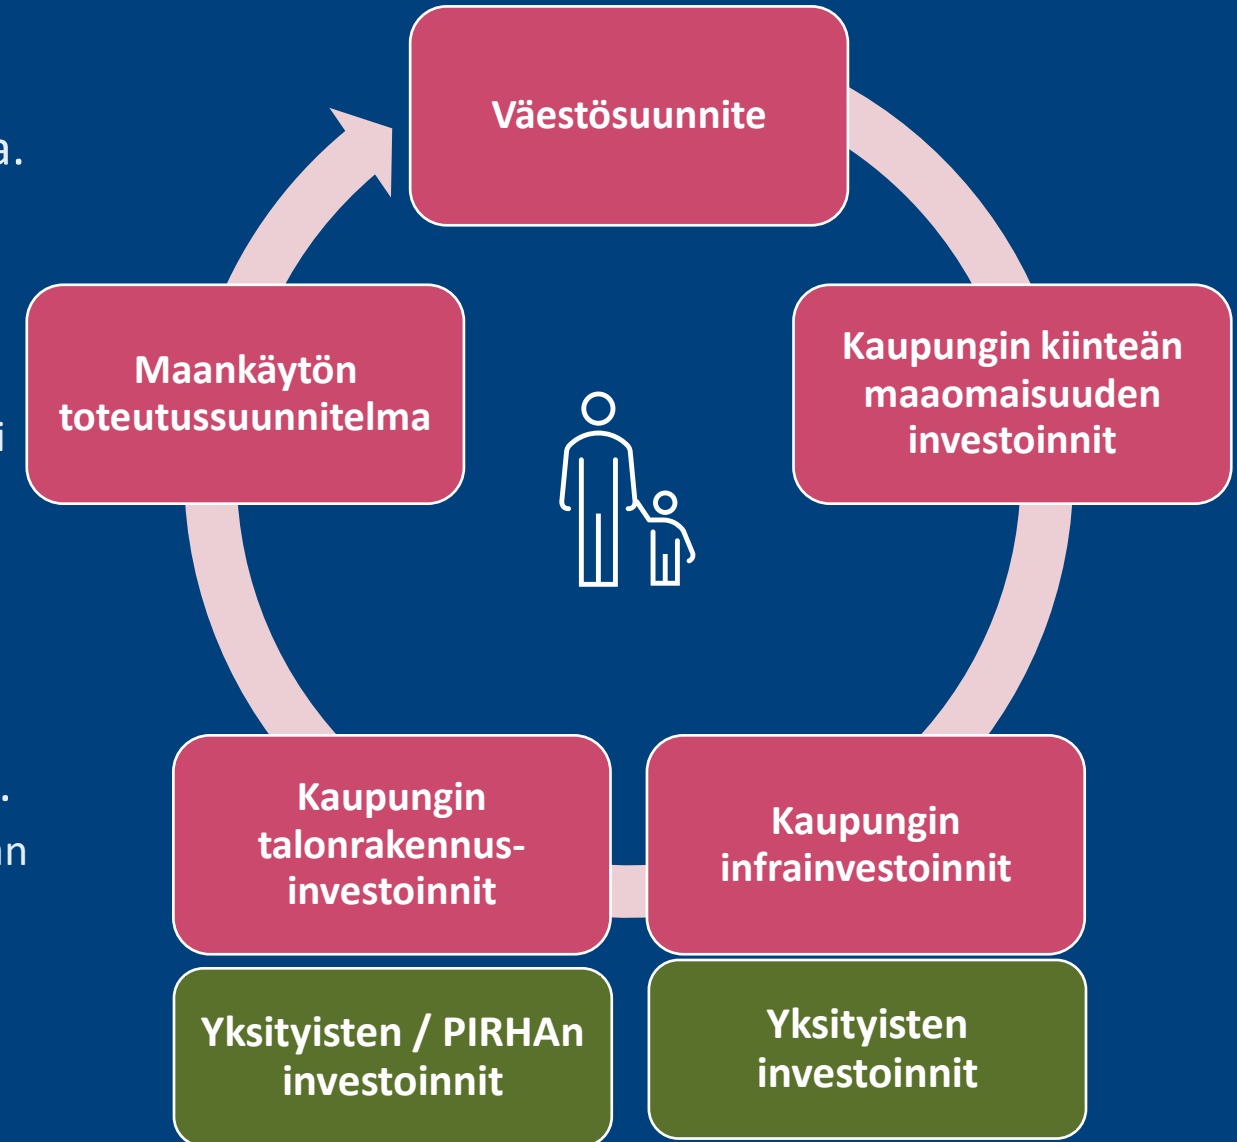 Väestösuunnite
a.
Kaupungin kiinteän
maaomaisuuden
investoinnit
Maankäytön
toteutussuunnitelma
i
Kaupungin
talonrakennus-
investoinnit
Kaupungin
infrainvestoinnit
.
Yksityisten / PIRHAn
investoinnit
Yksityisten
investoinnit